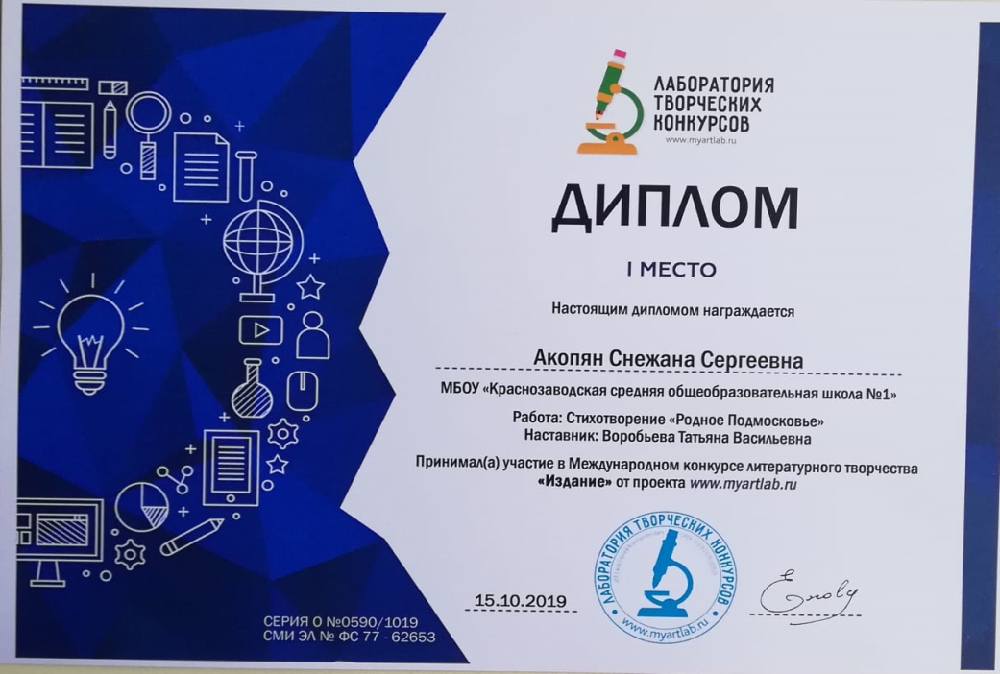 ЛАБОРАТОРИЯ
ТВОРЧЕСКИХ
КОНКУРСОВ
www.myartlab.ru
ДИПЛОМ
I МЕСТО
Настоящим дипломом награждается
Акопян Снежана Сергеевна
МБОУ «Краснозаводская средняя общеобразовательная школа №1»
Работа: Стихотворение «Родное Подмосковье»
Наставник: Воробьева Татьяна Васильевна
Принимал(а) участие в Международном конкурсе литературного творчества
«Издание» от проекта www.myartlab.ru
15.10.2019
ЛАБОРАТОРИЯ ТВОРЧЕСКИХ КОНКУРСОВ
www.myartlab.ru
СЕРИЯ О №0590/1019
СМИ ЭЛ № ФС 77 - 62653